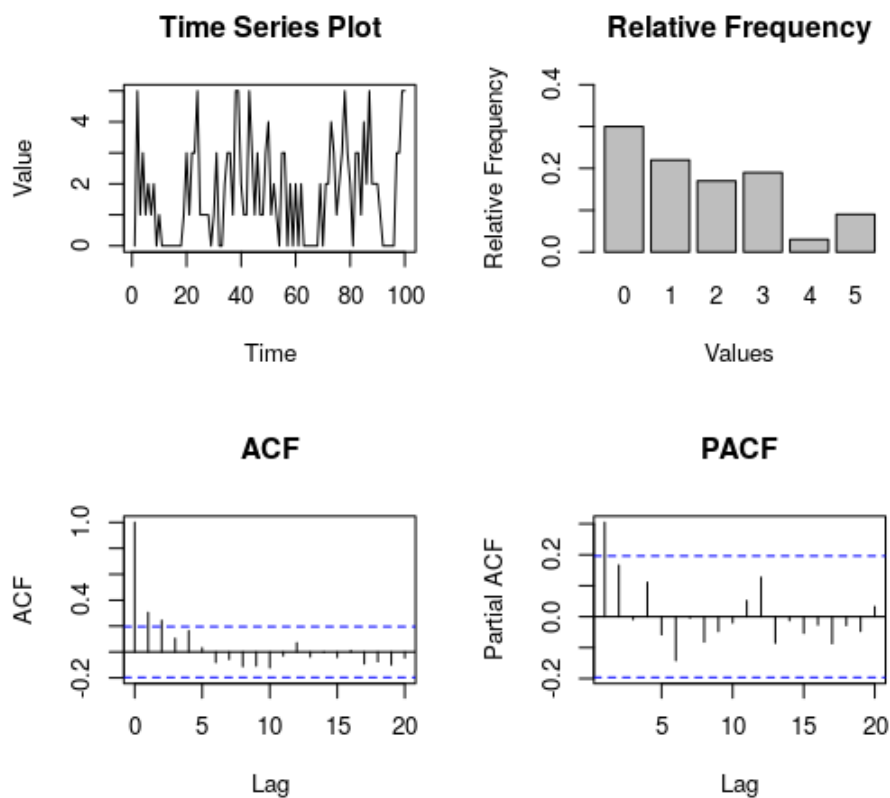 Time Series Plot
Value
0 2 4
0 20 40 60 80 100
Time
Relative Frequency
Relative Frequency
0.0 0.2 0.4
0 1 2 3 4 5
Values
ACF
ACF
-0.2 0.4 1.0
0 5 10 15 20
Lag
PACF
Partial ACF
-0.2 0.0 0.2
5 10 15 20
Lag